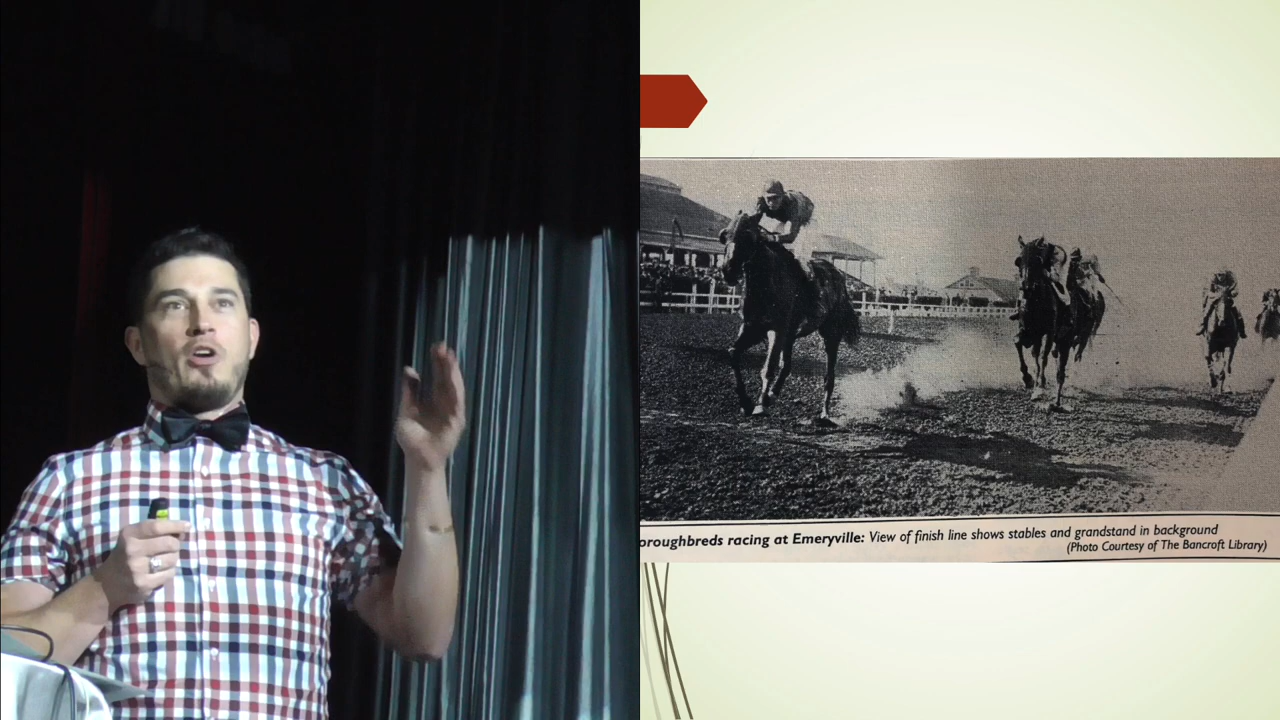 oroughbreds racing at Emeryville: View of finish line shows stables and grandstand in background
(Photo Courtesy of The Bancroft Library)